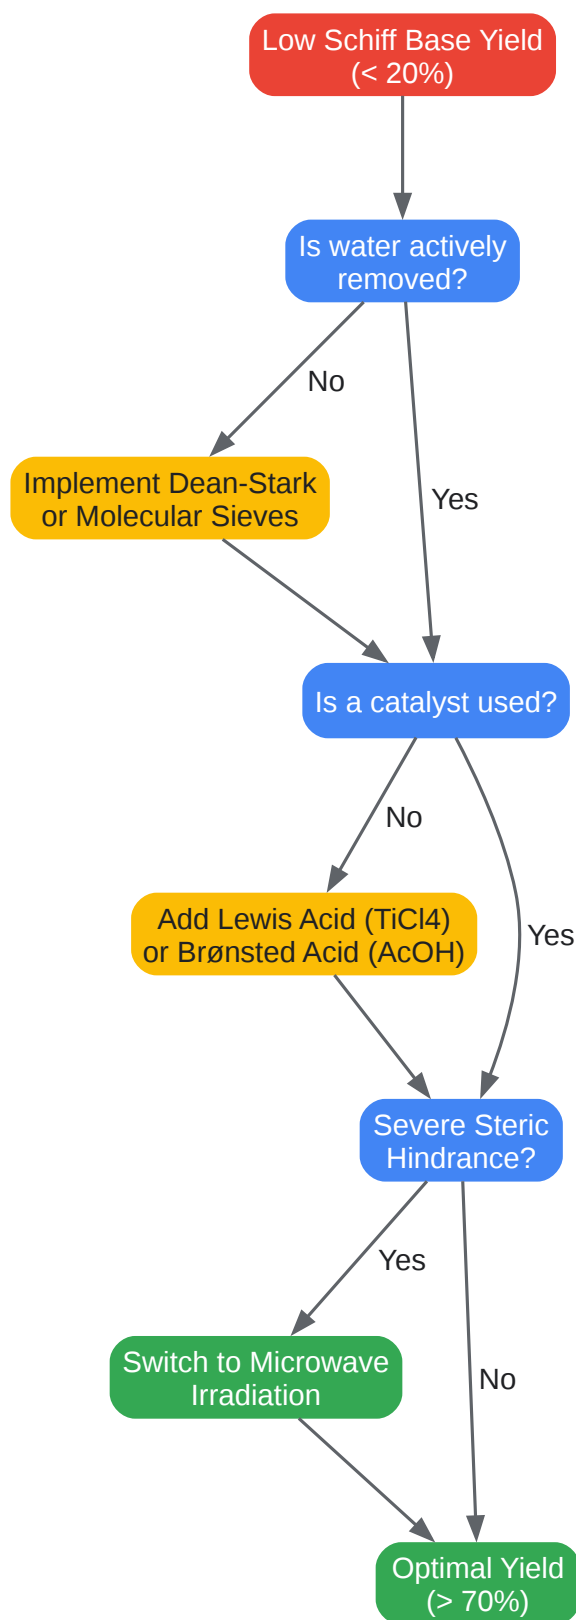 Low Schiff Base Yield
(< 20%)
Is water actively
removed?
No
Implement Dean-Stark
or Molecular Sieves
Yes
Is a catalyst used?
No
Add Lewis Acid (TiCl4)
or Brønsted Acid (AcOH)
Yes
Severe Steric
Hindrance?
Yes
Switch to Microwave
Irradiation
No
Optimal Yield
(> 70%)